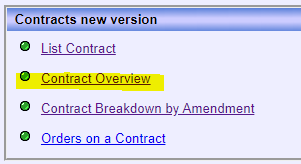 Contracts new version
List Contract
Contract Overview
Contract Breakdown by Amendment
Orders on a Contract